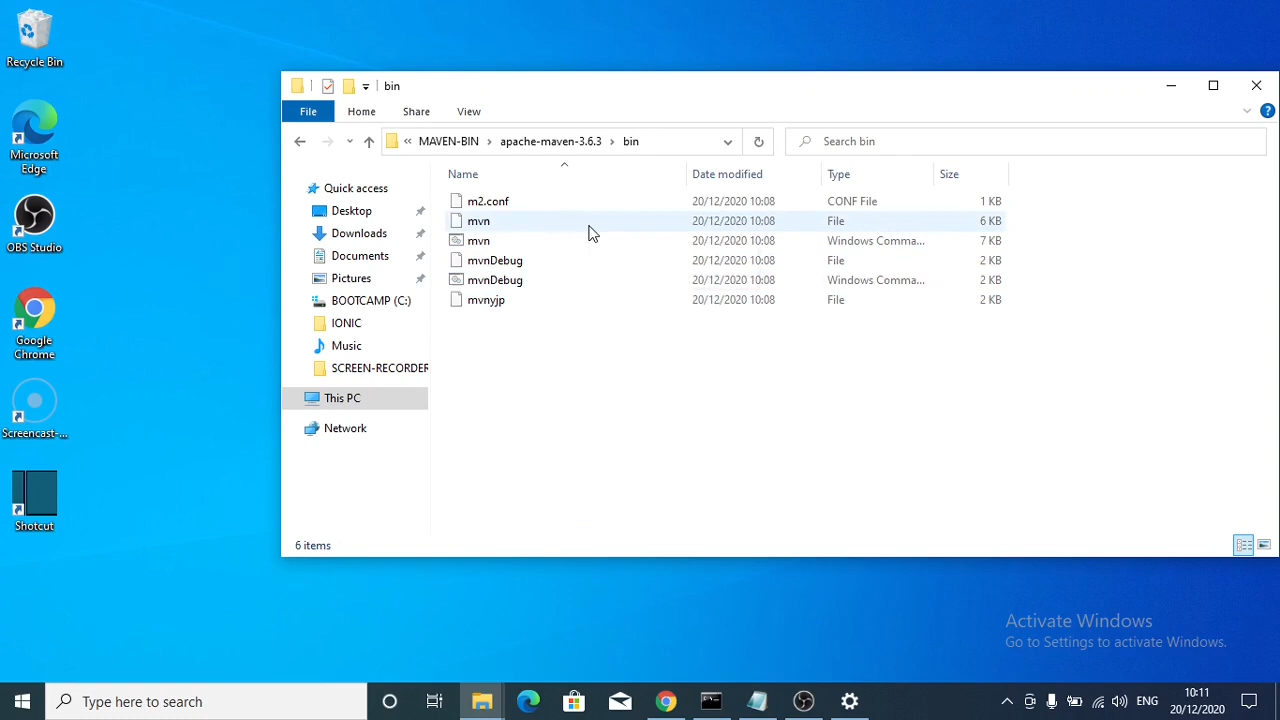 Recycle Bin
Microsoft
Edge
OBS Studio
Google
Chrome
Screencast-...
Shotcut
bin
File Home Share View
« MAVEN-BIN › apache-maven-3.6.3 › bin
Search bin
Quick access
Desktop
Downloads
Documents
Pictures
BOOTCAMP (C:)
IONIC
Music
SCREEN-RECORDER
This PC
Network
Name Date modified Type Size
m2.conf 20/12/2020 10:08 CONF File 1 KB
mvn 20/12/2020 10:08 File 6 KB
mvn 20/12/2020 10:08 Windows Comma... 7 KB
mvnDebug 20/12/2020 10:08 File 2 KB
mvnDebug 20/12/2020 10:08 Windows Comma... 2 KB
mvnyjp 20/12/2020 10:08 File 2 KB
6 items
Activate Windows
Go to Settings to activate Windows.
Type here to search
ENG
10:11
20/12/2020